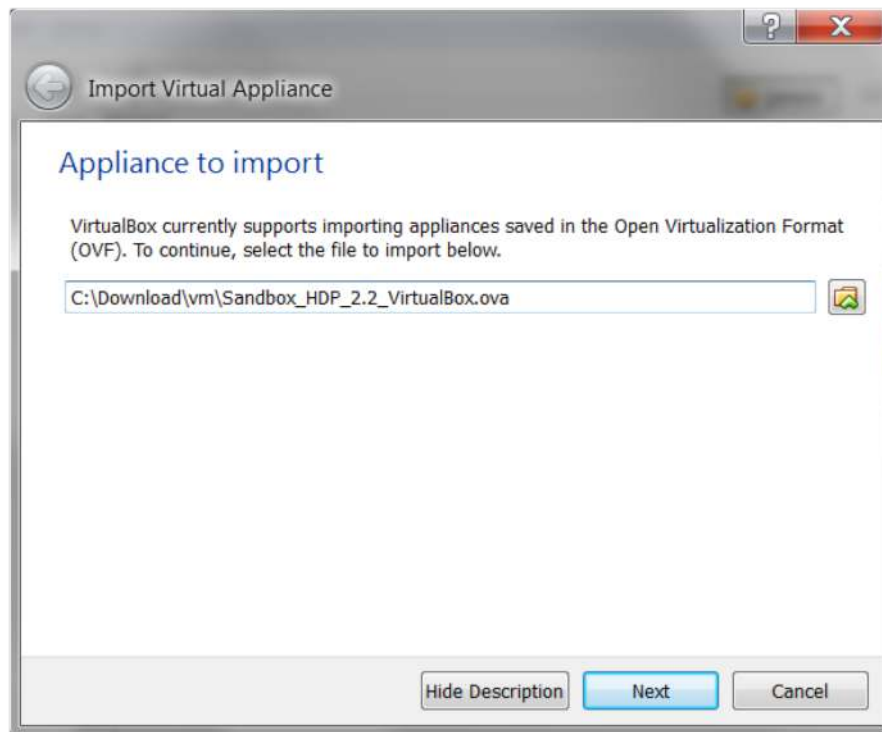 ?
X
Import Virtual Appliance
Appliance to import
VirtualBox currently supports importing appliances saved in the Open Virtualization Format
(OVF). To continue, select the file to import below.
C:\Download\vm\Sandbox_HDP_2.2_VirtualBox.ova
Hide Description Next Cancel